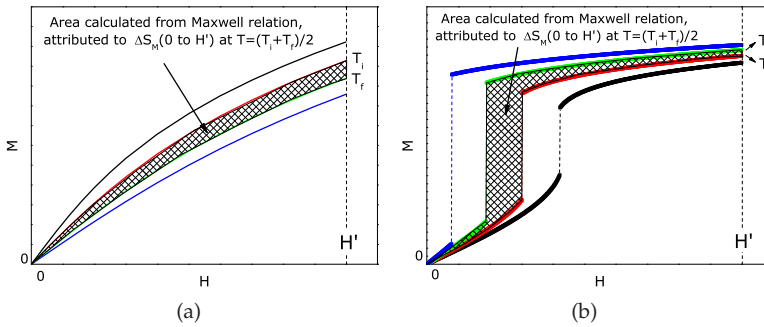 Area calculated from Maxwell relation,
attributed to ΔS_M(0 to H') at T=(T_i+T_f)/2
T_i
T_f
M
H'
0
0
H
(a)
Area calculated from Maxwell relation,
attributed to ΔS_M(0 to H') at T=(T_i+T_f)/2
T
T
M
H'
0
0
H
(b)